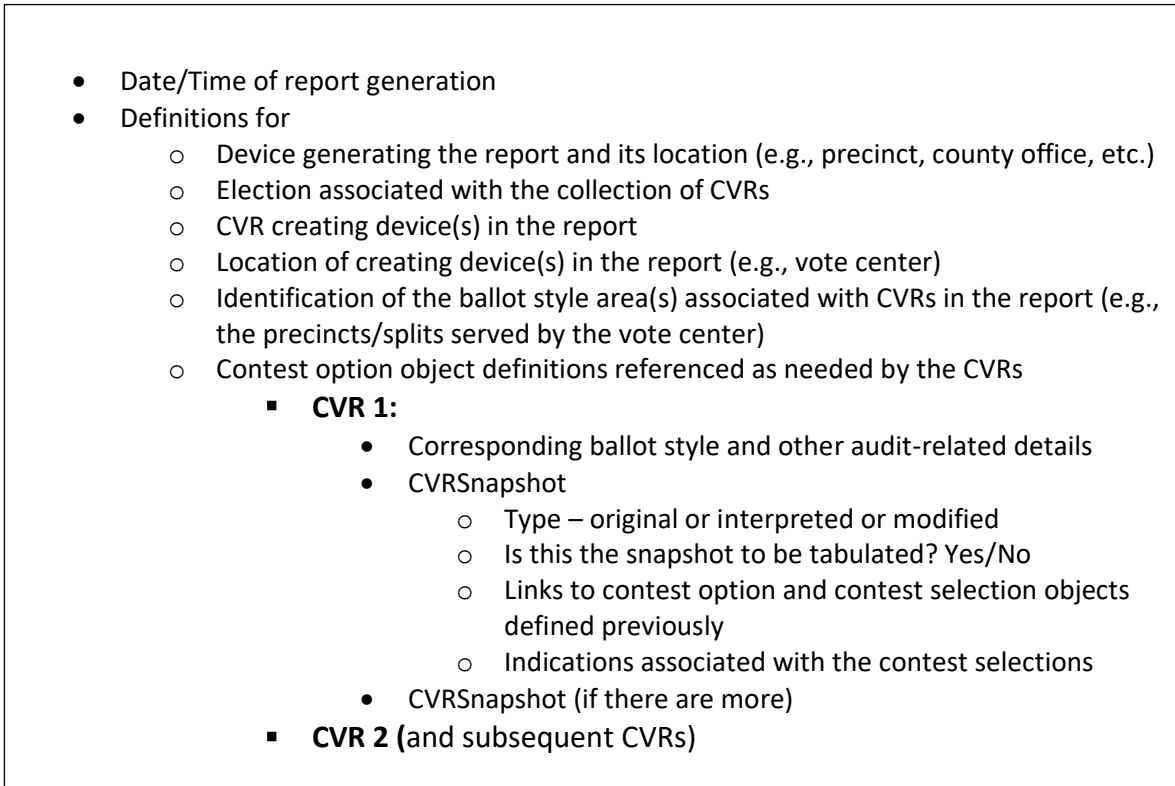 • Date/Time of report generation
• Definitions for
o Device generating the report and its location (e.g., precinct, county office, etc.)
o Election associated with the collection of CVRs
o CVR creating device(s) in the report
o Location of creating device(s) in the report (e.g., vote center)
o Identification of the ballot style area(s) associated with CVRs in the report (e.g.,
the precincts/splits served by the vote center)
o Contest option object definitions referenced as needed by the CVRs
▪ CVR 1:
• Corresponding ballot style and other audit-related details
• CVRSnapshot
o Type – original or interpreted or modified
o Is this the snapshot to be tabulated? Yes/No
o Links to contest option and contest selection objects
defined previously
o Indications associated with the contest selections
• CVRSnapshot (if there are more)
▪ CVR 2 (and subsequent CVRs)